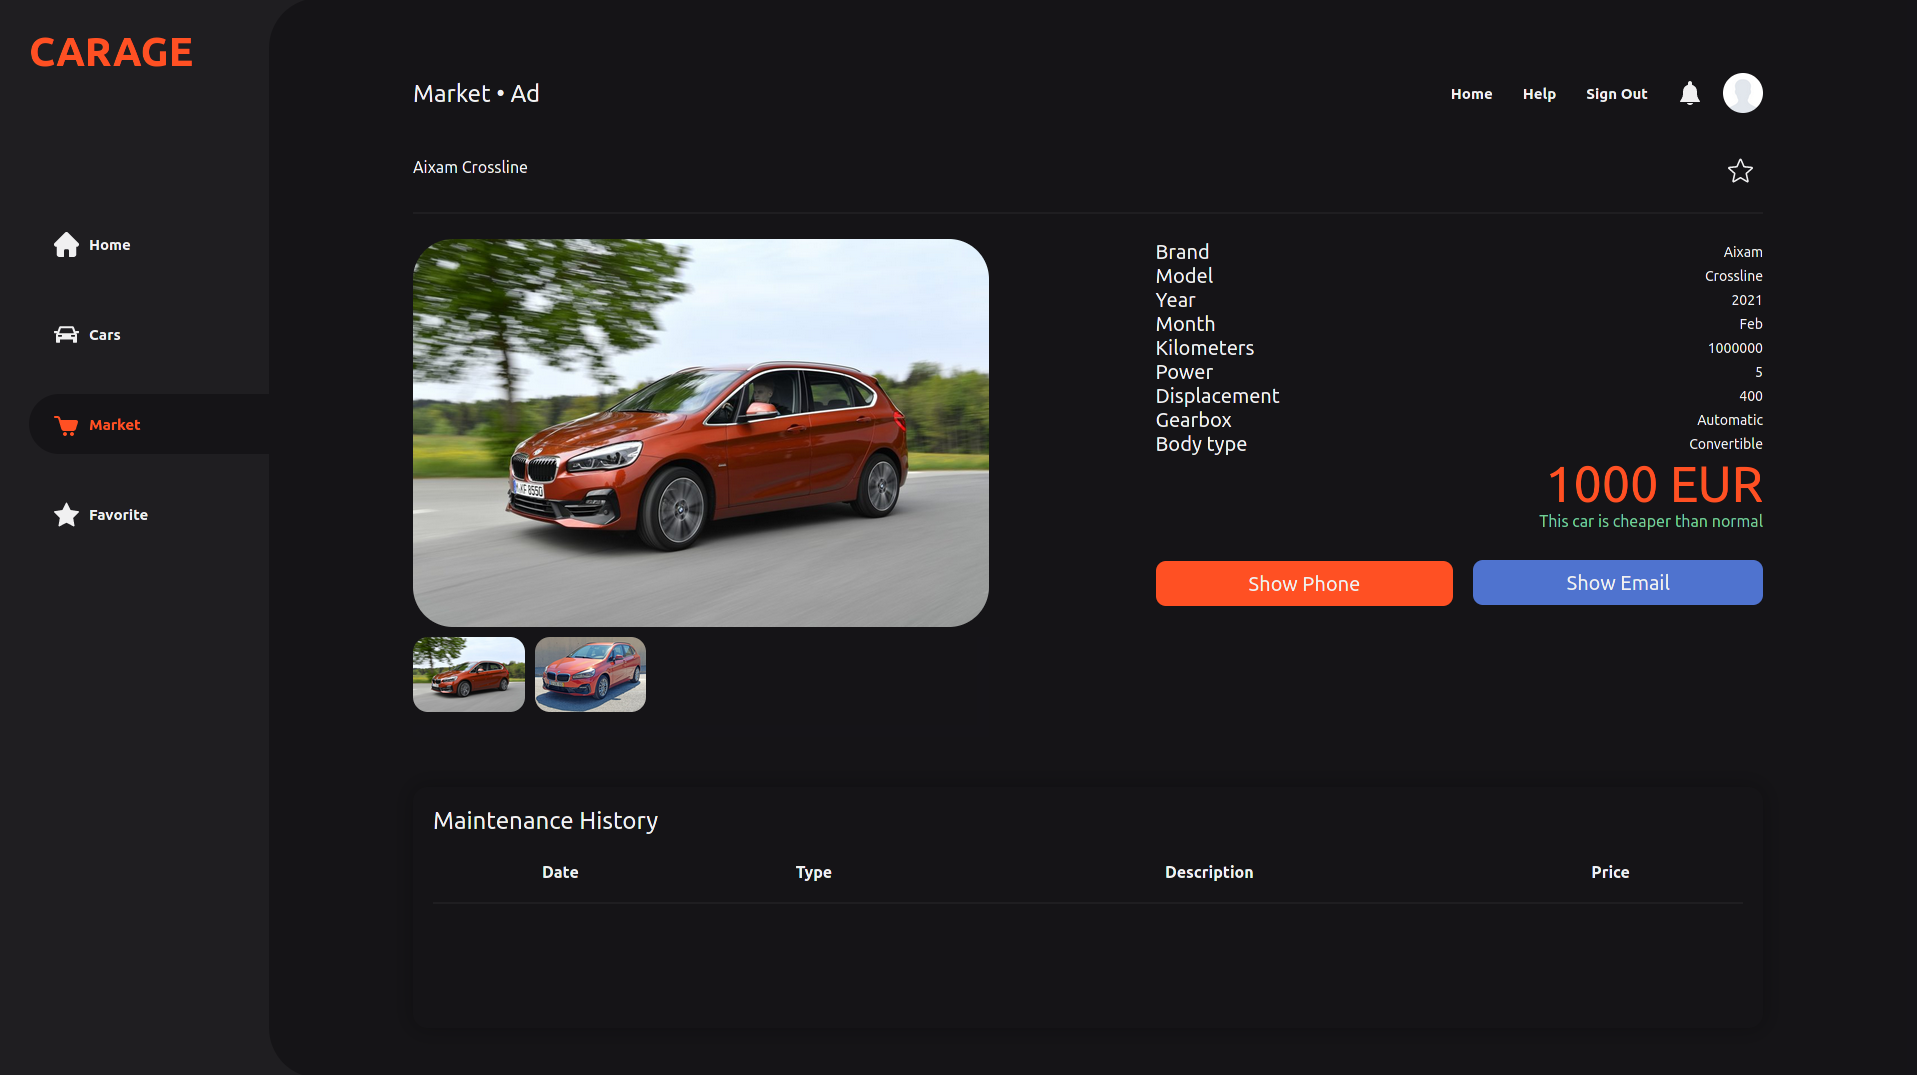 CARAGE
Home
Cars
Market
Favorite
Market • Ad
Home Help Sign Out
Aixam Crossline
Brand Aixam
Model Crossline
Year 2021
Month Feb
Kilometers 1000000
Power 5
Displacement 400
Gearbox Automatic
Body type Convertible
1000 EUR
This car is cheaper than normal
Show Phone Show Email
Maintenance History
Date Type Description Price